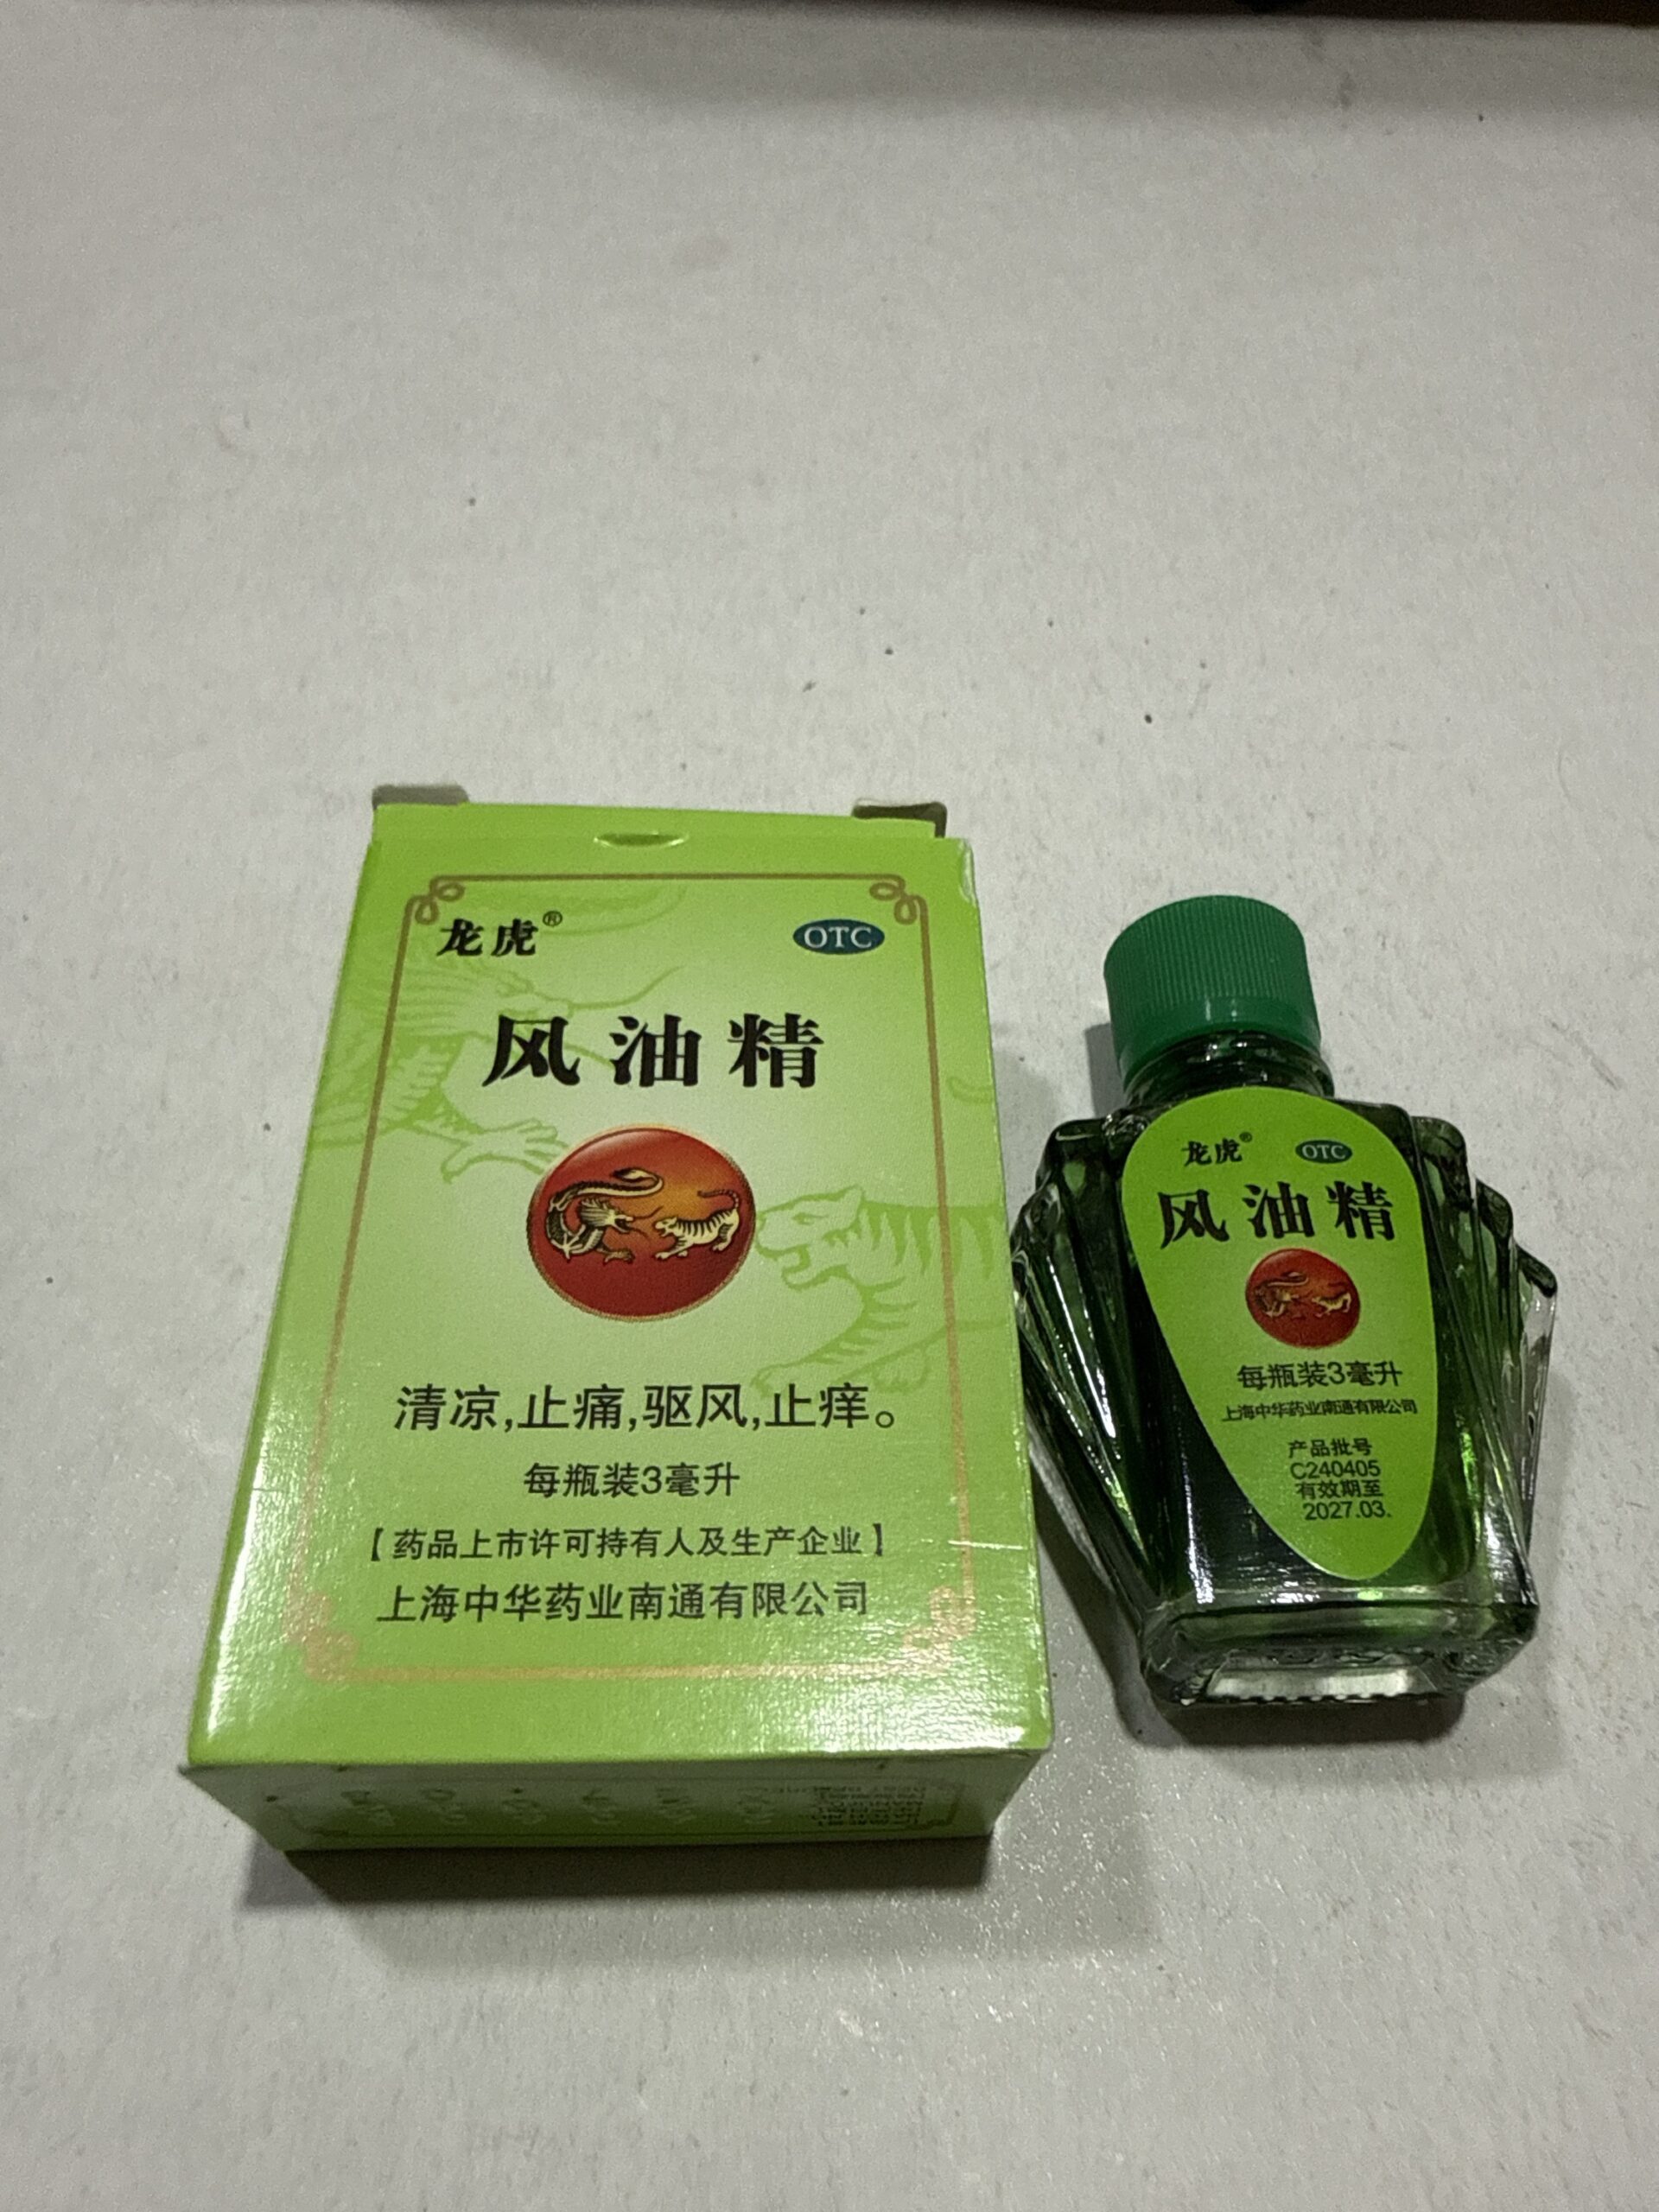 龙虎®
OTC
风油精
清凉,止痛,驱风,止痒。
每瓶装3毫升
【药品上市许可持有人及生产企业】
上海中华药业南通有限公司
龙虎®
OTC
风油精
每瓶装3毫升
上海中华药业南通有限公司
产品批号
C240405
有效期至
2027.03.